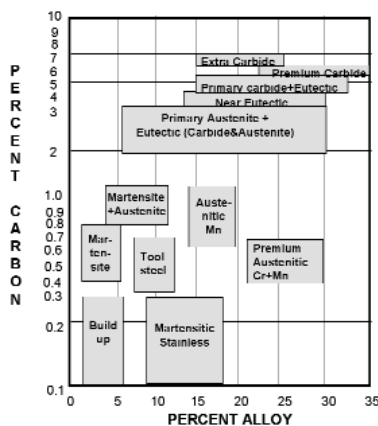 PERCENT CARBON
10
9
8
7
6
5
4
3
2
1.0
0.9
0.8
0.7
0.6
0.5
0.4
0.3
0.2
0.1
Extra Carbide
Premium Carbide
Primary carbide+Eutectic
Near Eutectic
Primary Austenite +
Eutectic (Carbide&Austenite)
Martensite
+Austenite
Auste-
nitic
Mn
Mar-
ten-
site
Tool
steel
Premium
Austenitic
Cr+Mn
Build
up
Martensitic
Stainless
0 5 10 15 20 25 30 35
PERCENT ALLOY